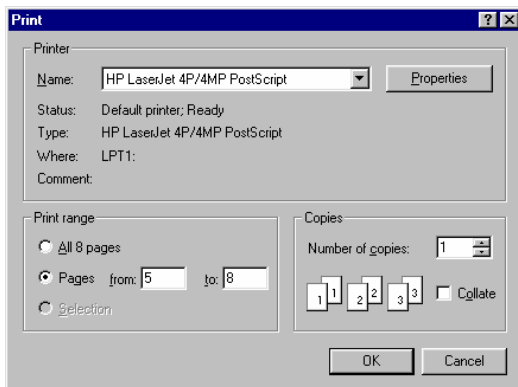 Print
Printer
Name: HP LaserJet 4P/4MP PostScript Properties
Status: Default printer; Ready
Type: HP LaserJet 4P/4MP PostScript
Where: LPT1:
Comment:
Print range
All 8 pages
Pages from: 5 to: 8
Selection
Copies
Number of copies: 1
1 1 2 2 3 3 Collate
OK Cancel